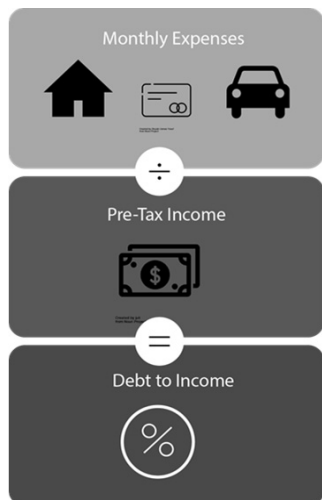 Monthly Expenses
÷
Pre-Tax Income
$
=
Debt to Income
%